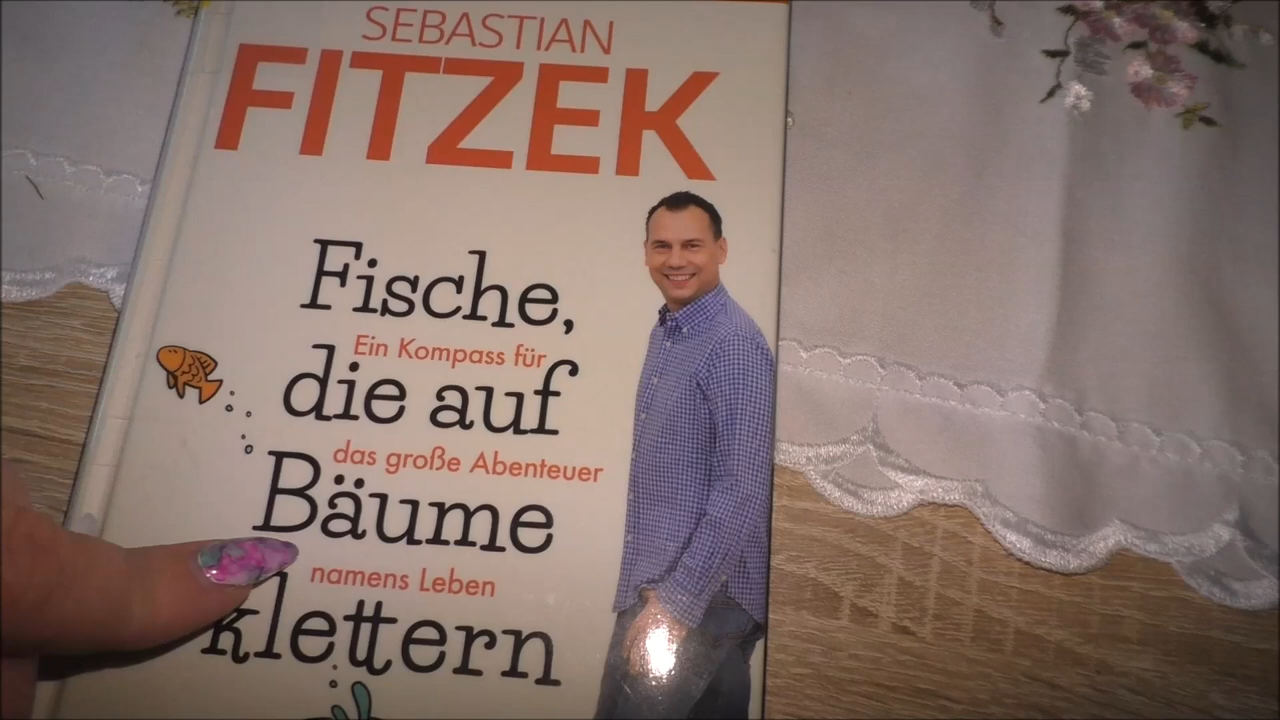 SEBASTIAN
FITZEK
Fische,
Ein Kompass für
die auf
das große Abenteuer
Bäume
namens Leben
klettern